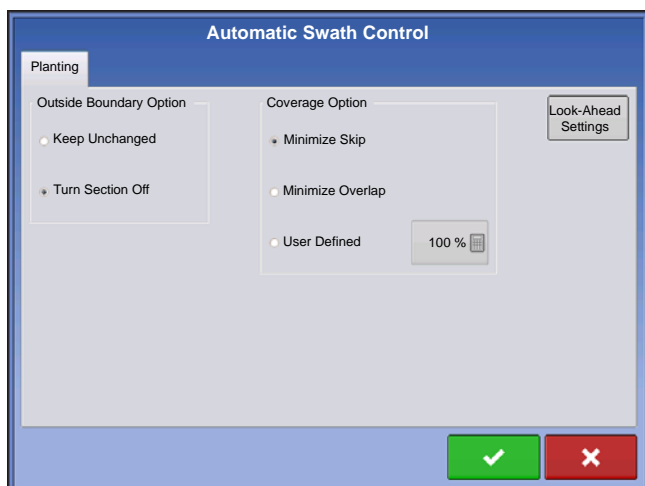 Automatic Swath Control
Planting
Outside Boundary Option
Keep Unchanged
Turn Section Off
Coverage Option
Minimize Skip
Minimize Overlap
User Defined
100 %
Look-Ahead
Settings